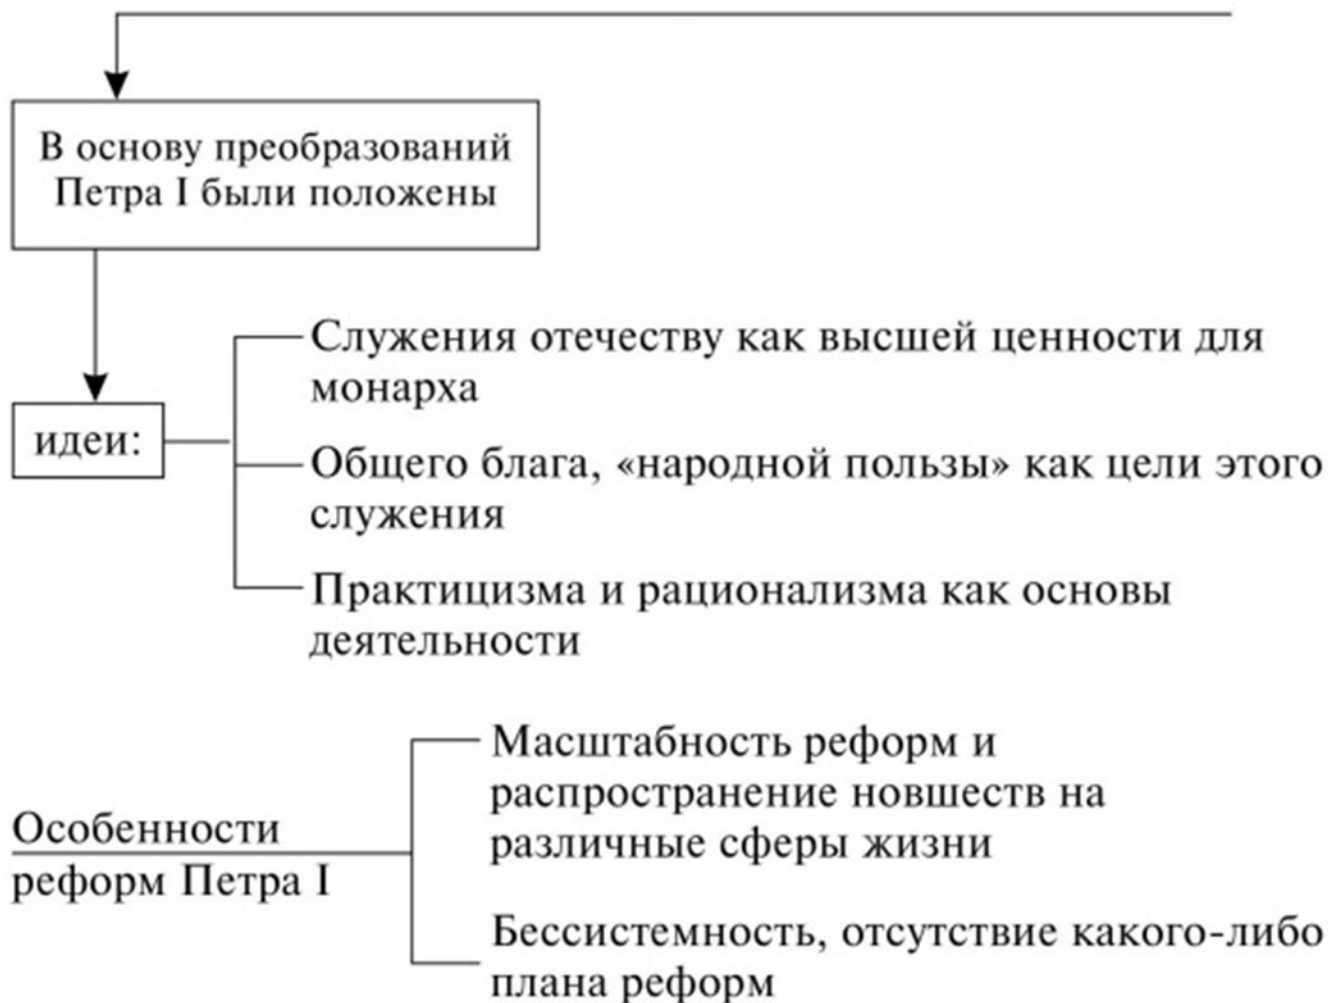 В основу преобразований
Петра I были положены
идеи:
Служения отечеству как высшей ценности для
монарха
Общего блага, «народной пользы» как цели этого
служения
Практицизма и рационализма как основы
деятельности
Особенности
реформ Петра I
Масштабность реформ и
распространение новшеств на
различные сферы жизни
Бессистемность, отсутствие какого-либо
плана реформ